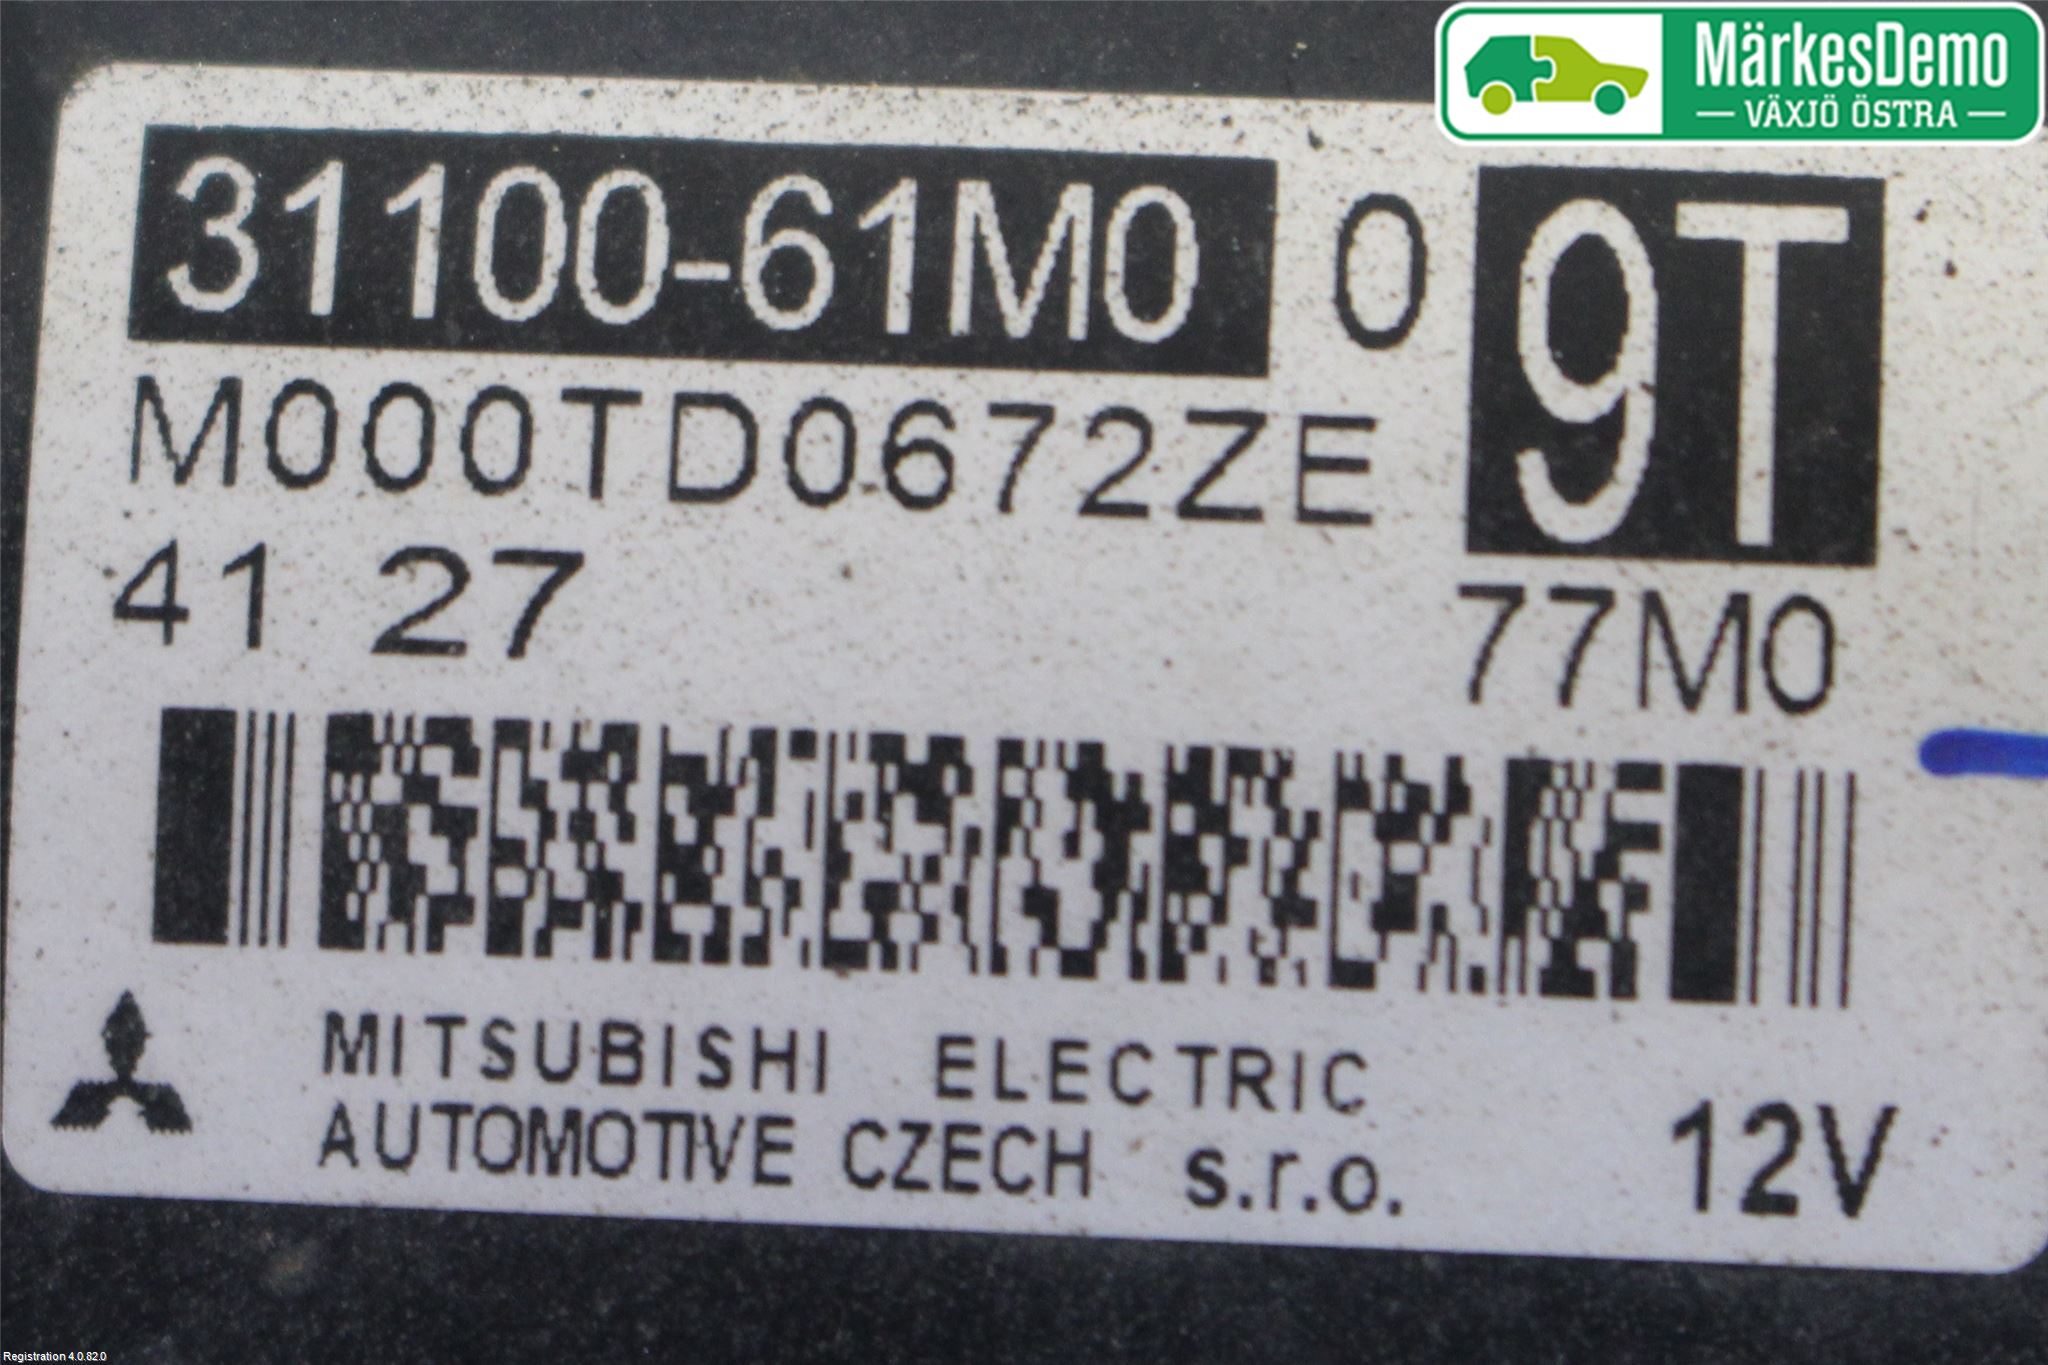 MärkesDemo
VÄXJÖ ÖSTRA
31100-61M0 0 9T
M000TD0672ZE
41 27
77M0
MITSUBISHI ELECTRIC
AUTOMOTIVE CZECH s.r.o.
12V
Registration 4.0.82.0